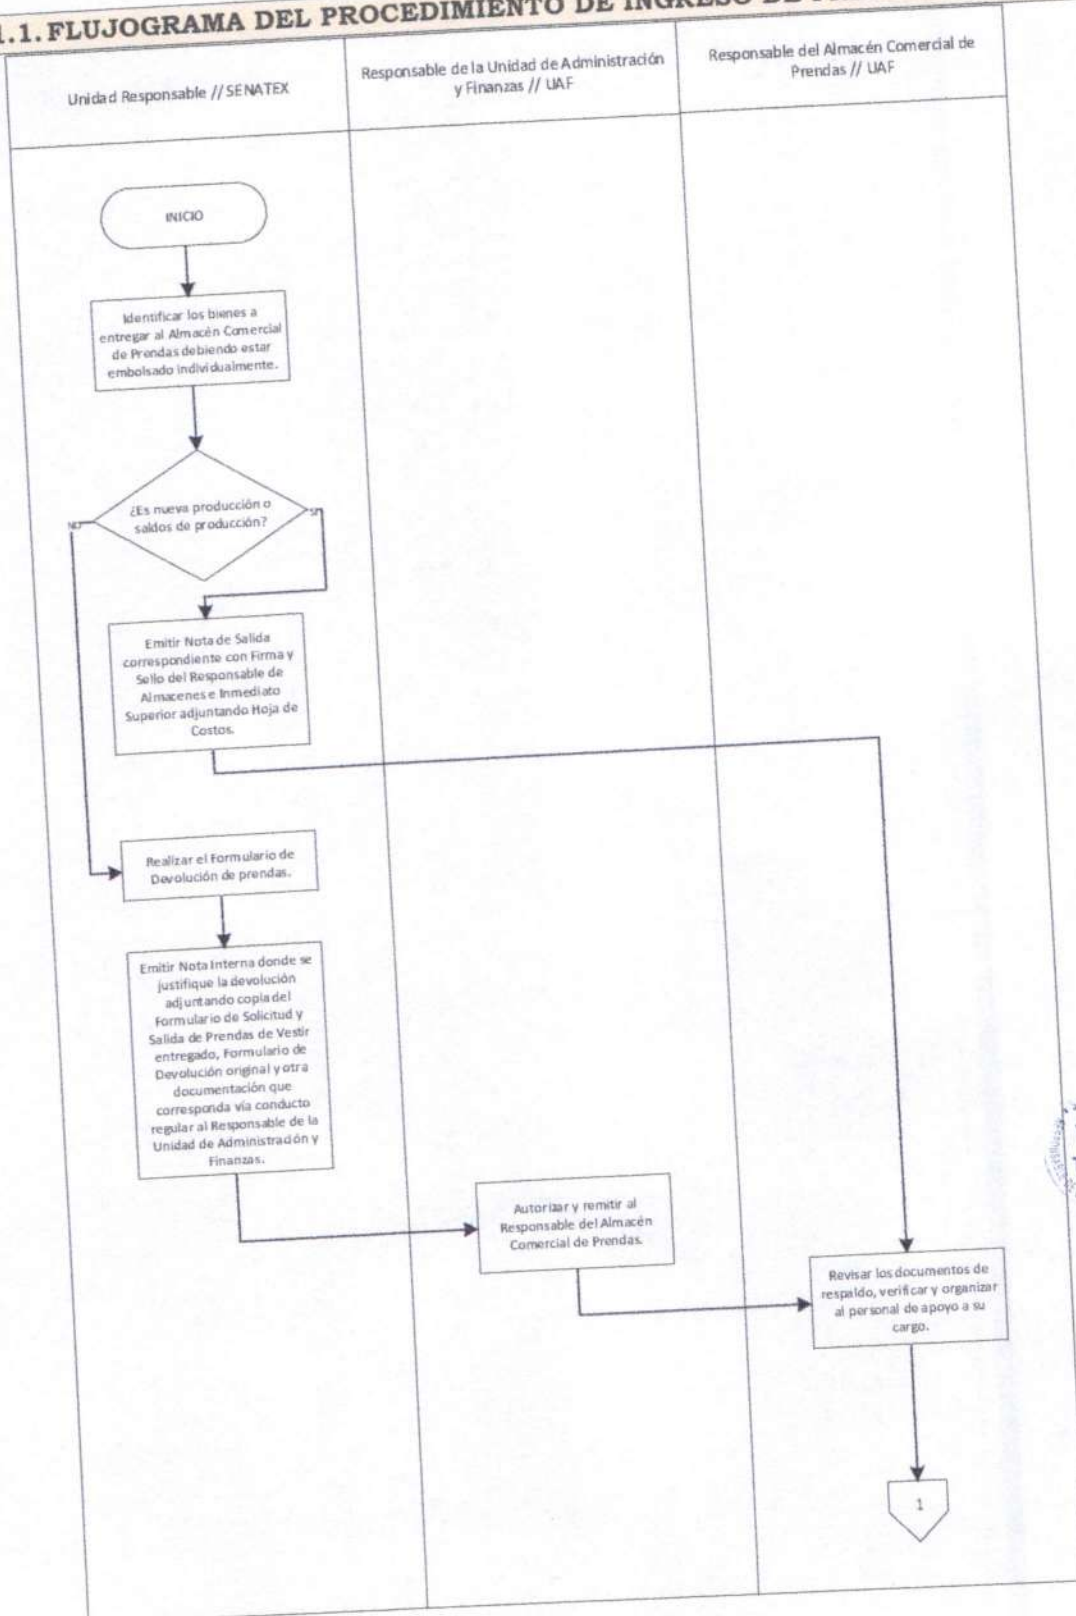 1.1. FLUJOGRAMA DEL PROCEDIMIENTO DE INGRESO DE
Unidad Responsable // SENATEX
Responsable de la Unidad de Administración
y Finanzas // UAF
Responsable del Almacén Comercial de
Prendas // UAF
INICIO
Identificar los bienes a
entregar al Almacén Comercial
de Prendas debiendo estar
embolsado individualmente.
¿Es nueva producción o
saldos de producción?
NO
SI
Emitir Nota de Salida
correspondiente con Firma y
Sello del Responsable de
Almacenes e Inmediato
Superior adjuntando Hoja de
Costos.
Realizar el Formulario de
Devolución de prendas.
Emitir Nota Interna donde se
justifique la devolución
adjuntando copia del
Formulario de Solicitud y
Salida de Prendas de Vestir
entregado, Formulario de
Devolución original y otra
documentación que
corresponda vía conducto
regular al Responsable de la
Unidad de Administración y
Finanzas.
Autorizar y remitir al
Responsable del Almacén
Comercial de Prendas.
Revisar los documentos de
respaldo, verificar y organizar
al personal de apoyo a su
cargo.
1